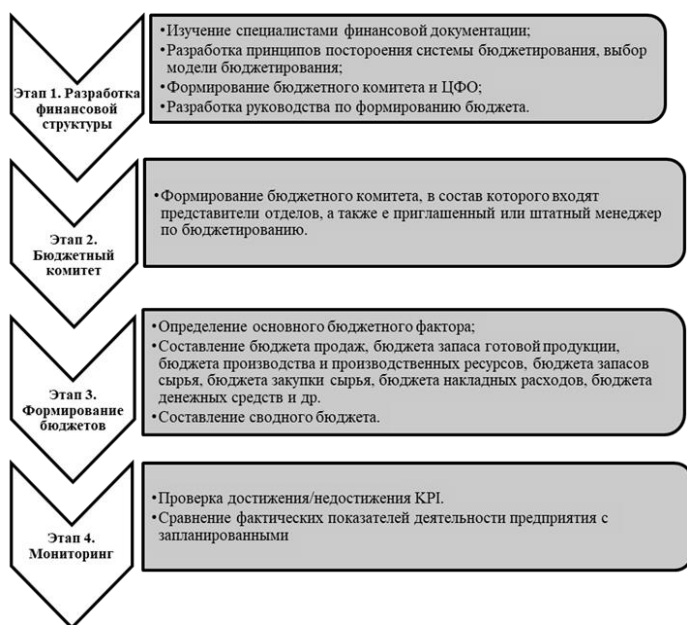 Этап 1. Разработка
финансовой
структуры
•Изучение специалистами финансовой документации;
•Разработка принципов постороения системы бюджетирования, выбор
модели бюджетирования;
•Формирование бюджетного комитета и ЦФО;
•Разработка руководства по формированию бюджета.
Этап 2.
Бюджетный
комитет
•Формирование бюджетного комитета, в состав которого входят
представители отделов, а также е приглашенный или штатный менеджер
по бюджетированию.
Этап 3.
Формирование
бюджетов
•Определение основного бюджетного фактора;
•Составление бюджета продаж, бюджета запаса готовой продукции,
бюджета производства и производственных ресурсов, бюджета запасов
сырья, бюджета закупки сырья, бюджета накладных расходов, бюджета
денежных средств и др.
•Составление сводного бюджета.
Этап 4.
Мониторинг
•Проверка достижения/недостижения KPI.
•Сравнение фактических показателей деятельности предприятия с
запланированными